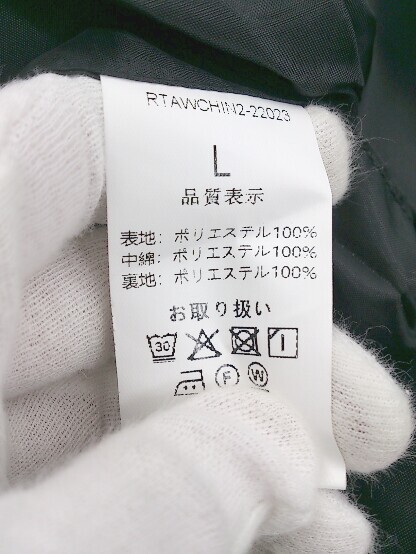 RTAWCHIN2-22023
L
品質表示
表地: ポリエステル100%
中綿: ポリエステル100%
裏地: ポリエステル100%
お取り扱い
30
F W